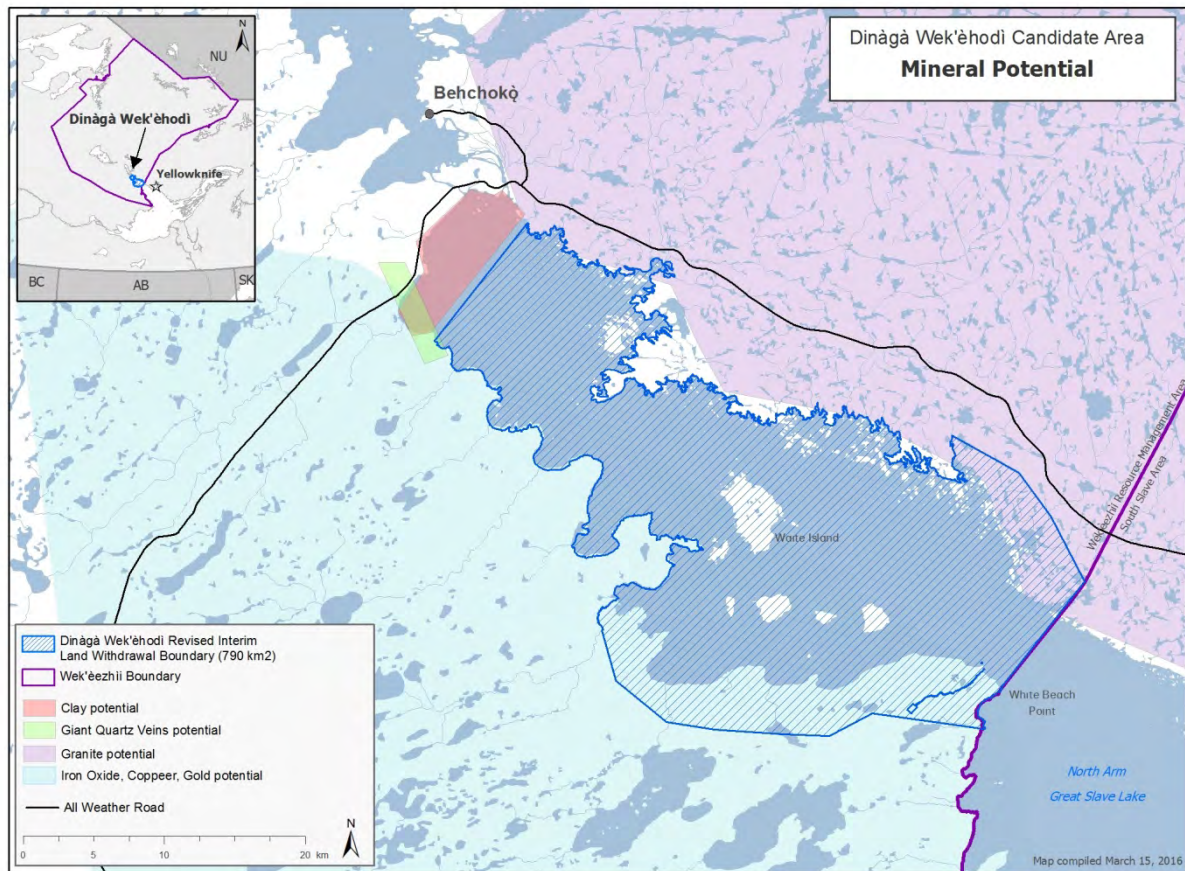 Dinàgà Wek'èhodì Candidate Area
Mineral Potential
N
NU
Dinàgà Wek'èhodì
Yellowknife
BC
AB
SK
Behchokǫ̀
Waite Island
Wek'èezhìi Resource Management Area
South Slave Area
White Beach
Point
North Arm
Great Slave Lake
Dinàgà Wek'èhodì Revised Interim
Land Withdrawal Boundary (790 km2)
Wek'èezhìi Boundary
Clay potential
Giant Quartz Veins potential
Granite potential
Iron Oxide, Coppeer, Gold potential
All Weather Road
N
0 5 10 20 km
Map compiled March 15, 2016